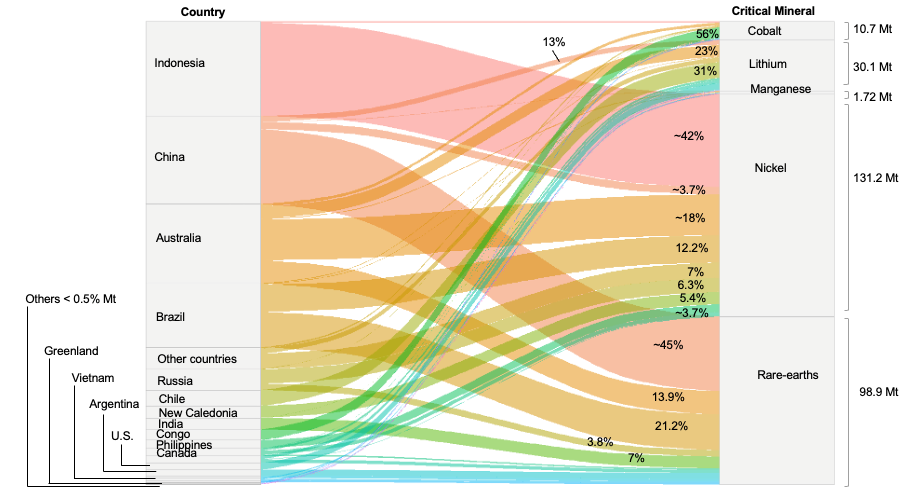 Country
Critical Mineral
Indonesia
China
Australia
Brazil
Other countries
Russia
Chile
New Caledonia
India
Congo
Philippines
Canada
Others < 0.5% Mt
Greenland
Vietnam
Argentina
U.S.
13%
56%
23%
31%
~42%
~3.7%
~18%
12.2%
7%
6.3%
5.4%
~3.7%
~45%
13.9%
21.2%
3.8%
7%
Cobalt
Lithium
Manganese
Nickel
Rare-earths
10.7 Mt
30.1 Mt
1.72 Mt
131.2 Mt
98.9 Mt